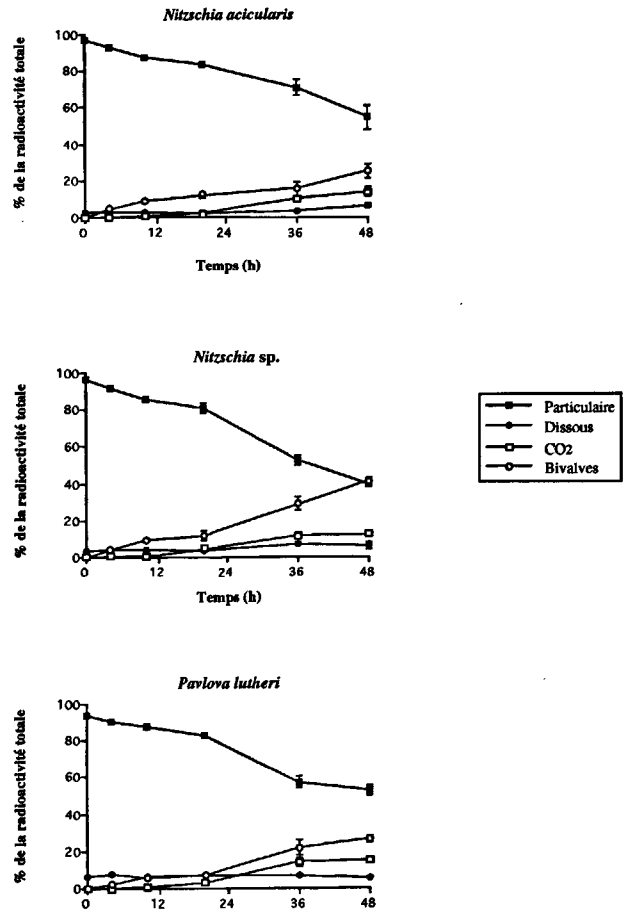 Nitzschia acicularis
% de la radioactivité totale
100
80
60
40
20
0
0 12 24 36 48
Temps (h)
Nitzschia sp.
% de la radioactivité totale
100
80
60
40
20
0
0 12 24 36 48
Temps (h)
Particulaire
Dissous
CO2
Bivalves
Pavlova lutheri
% de la radioactivité totale
100
80
60
40
20
0
0 12 24 36 48